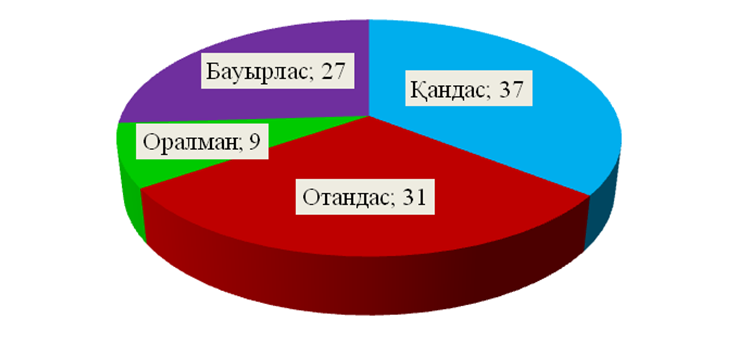 Бауырлас; 27
Қандас; 37
Оралман; 9
Отандас; 31